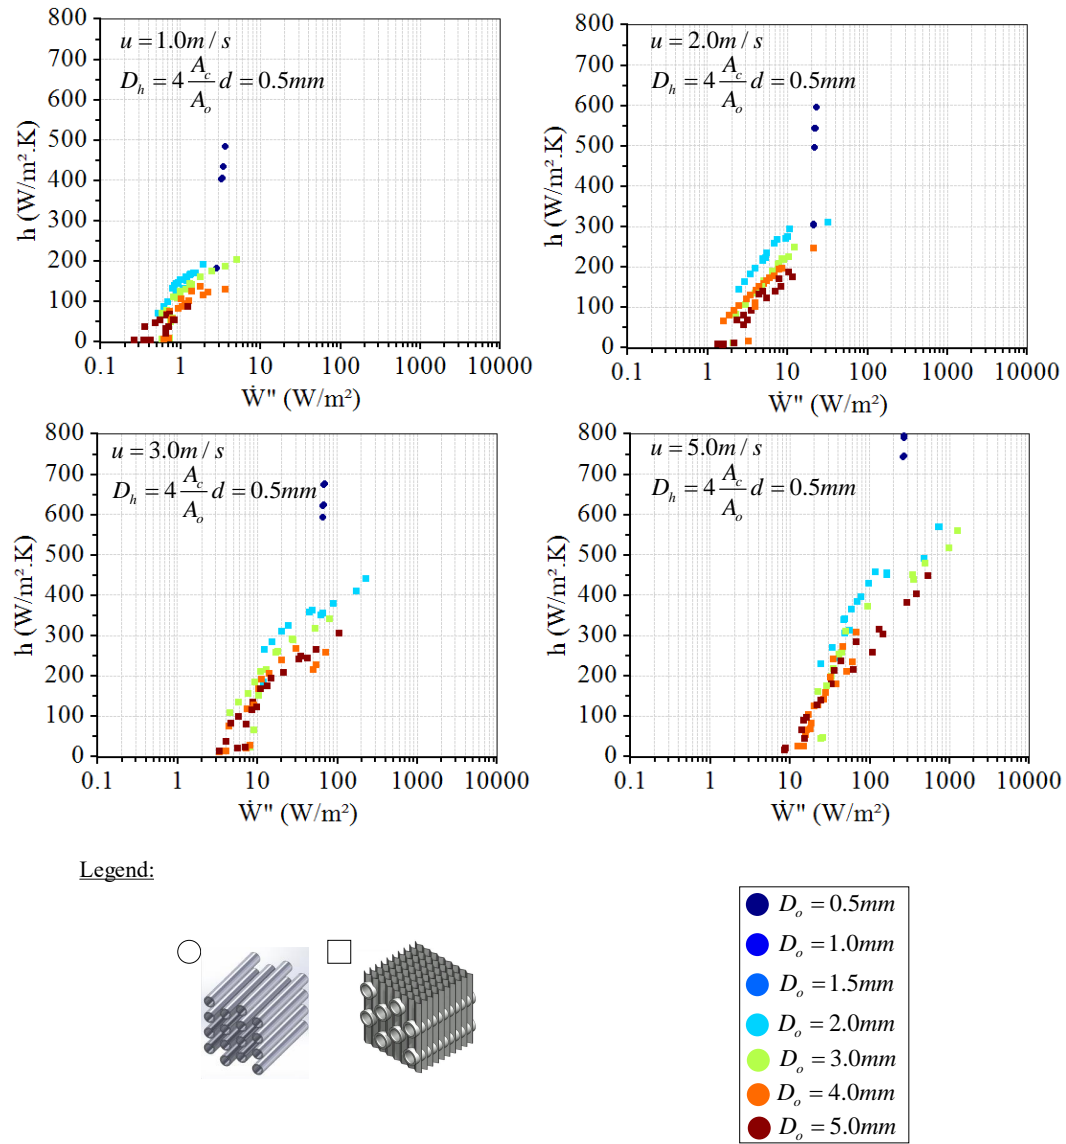 800
700
600
500
400
300
200
100
0
h (W/m².K)
u = 1.0m / s
D_h = 4 A_c/A_o d = 0.5mm
0.1 1 10 100 1000 10000
Ẇ" (W/m²)
800
700
600
500
400
300
200
100
0
h (W/m².K)
u = 2.0m / s
D_h = 4 A_c/A_o d = 0.5mm
0.1 1 10 100 1000 10000
Ẇ" (W/m²)
800
700
600
500
400
300
200
100
0
h (W/m².K)
u = 3.0m / s
D_h = 4 A_c/A_o d = 0.5mm
0.1 1 10 100 1000 10000
Ẇ" (W/m²)
800
700
600
500
400
300
200
100
0
h (W/m².K)
u = 5.0m / s
D_h = 4 A_c/A_o d = 0.5mm
0.1 1 10 100 1000 10000
Ẇ" (W/m²)
Legend:
D_o = 0.5mm
D_o = 1.0mm
D_o = 1.5mm
D_o = 2.0mm
D_o = 3.0mm
D_o = 4.0mm
D_o = 5.0mm